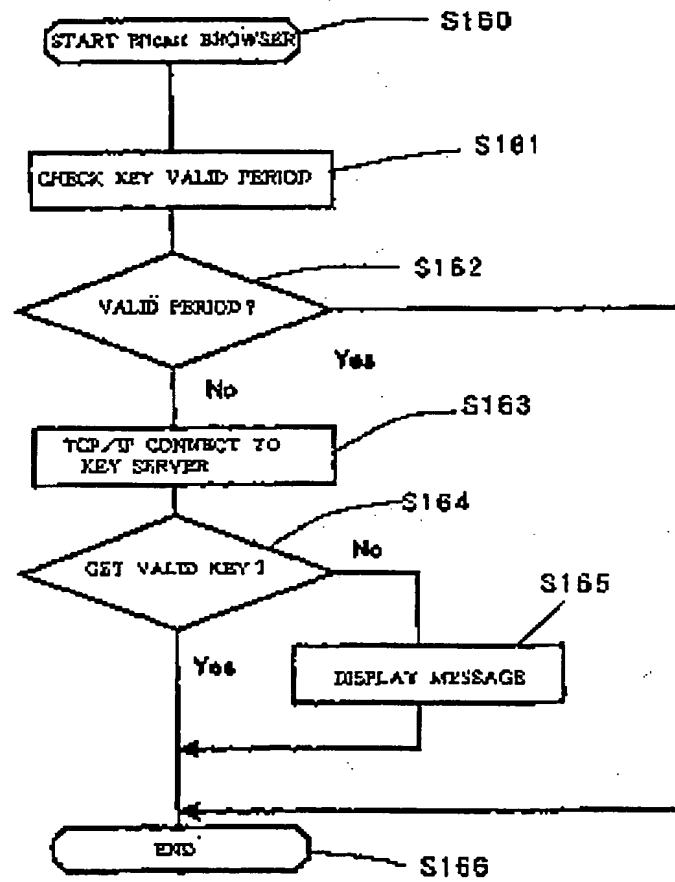 S160
START BROWSER
S161
CHECK KEY VALID PERIOD
S162
VALID PERIOD?
Yes
No
S163
TCP/IP CONNECT TO
KEY SERVER
S164
GET VALID KEY?
No
S165
Yes
DISPLAY MESSAGE
END
S166